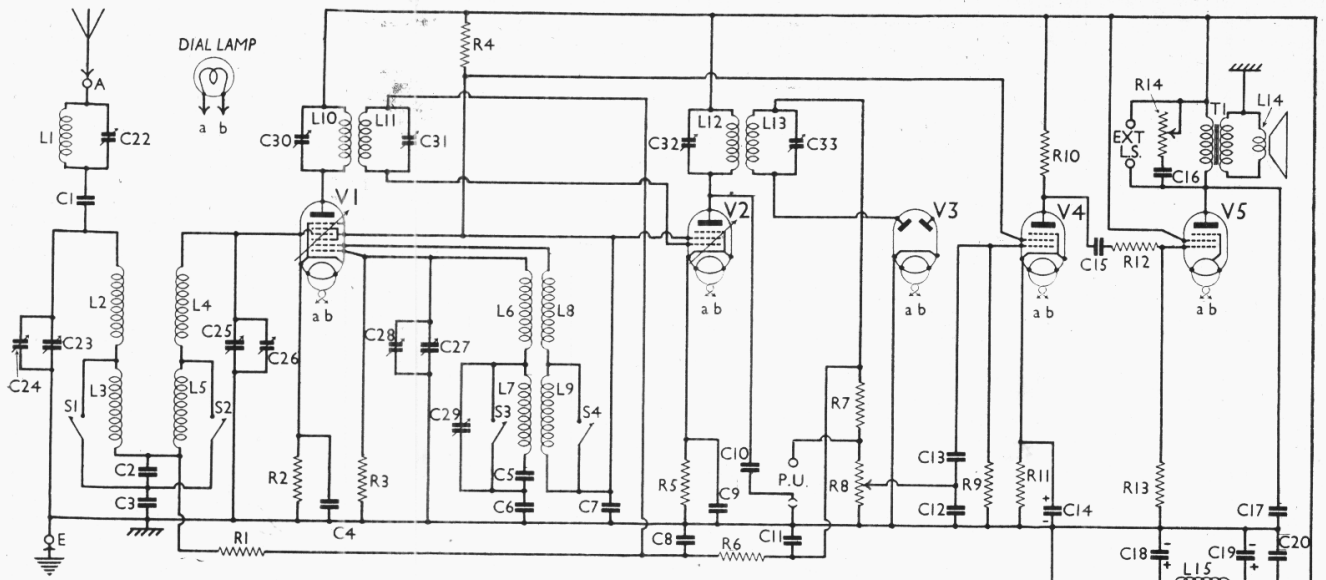 DIAL LAMP
a b
A
L1
C22
C1
C24
C23
L2
L3
S1
C2
C3
E
L4
L5
S2
C25
C26
R1
C30
L10
L11
C31
V1
a b
R2
C4
R3
C28
C27
L6
L8
L7
L9
C29
S3
S4
C5
C6
C7
R4
C32
L12
L13
C33
V2
a b
R5
C9
C8
R6
C10
P.U.
C11
R7
R8
V3
a b
C13
C12
R9
R10
V4
a b
R11
+
C14
-
C15
R12
R13
EXT
L.S.
R14
C16
T1
L14
V5
a b
C17
C18
-
+
C19
-
+
C20
L15